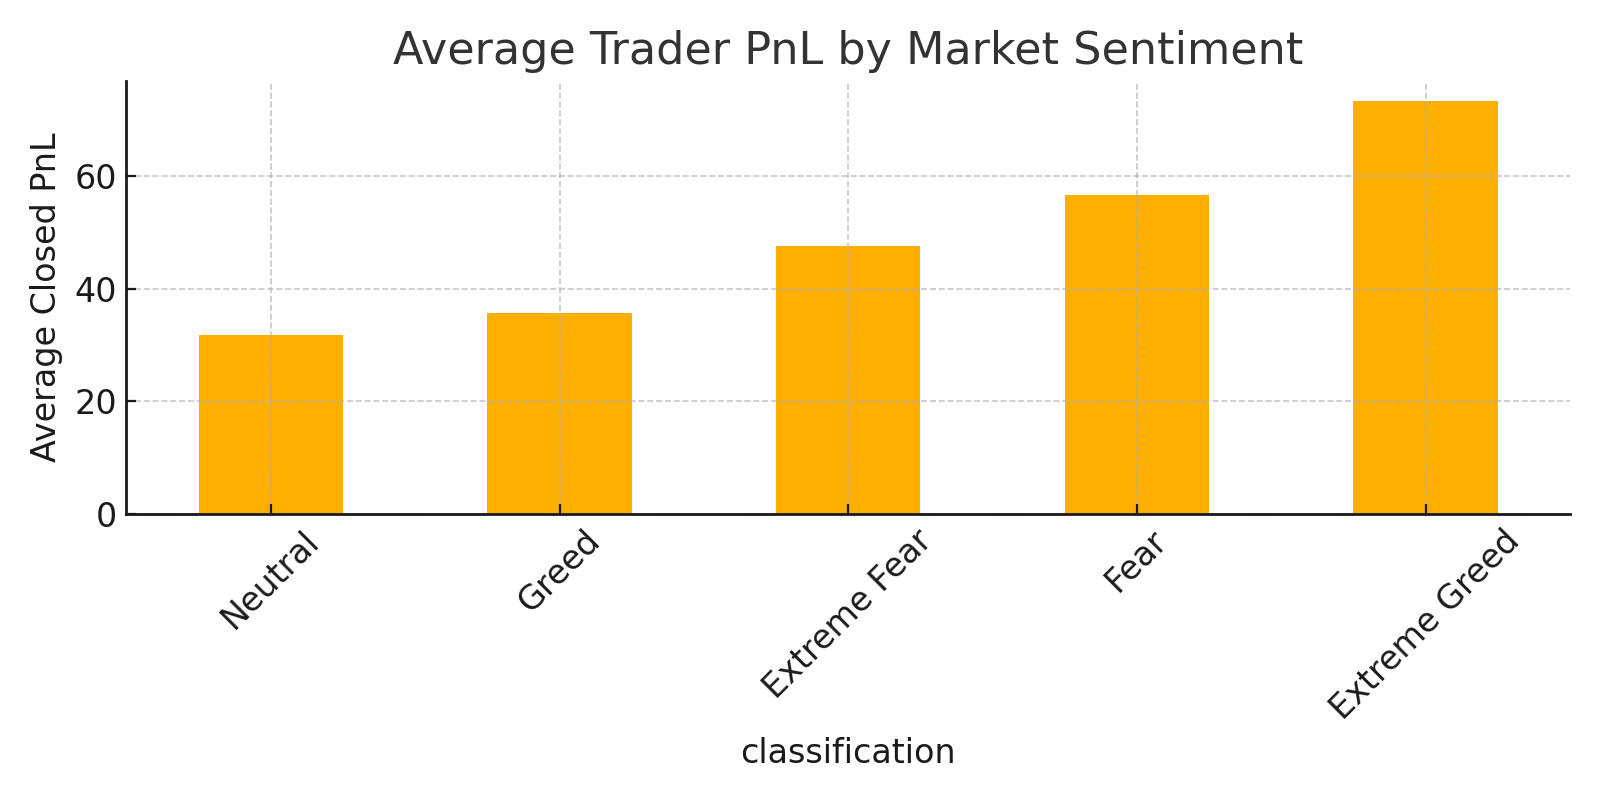 Average Trader PnL by Market Sentiment
Average Closed PnL
60
40
20
0
Neutral
Greed
Extreme Fear
Fear
Extreme Greed
classification